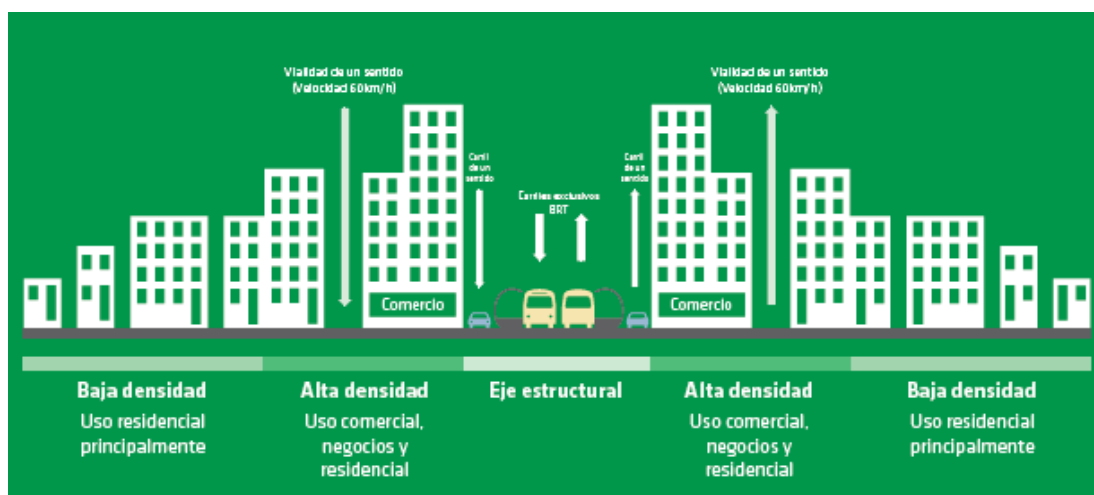 Vialidad de un sentido
(Velocidad 60km/h)
Vialidad de un sentido
(Velocidad 60km/h)
Carril
de un
sentido
Carril
de un
sentido
Carriles exclusivos
BRT
Comercio
Comercio
Baja densidad
Uso residencial
principalmente
Alta densidad
Uso comercial,
negocios y
residencial
Eje estructural
Alta densidad
Uso comercial,
negocios y
residencial
Baja densidad
Uso residencial
principalmente